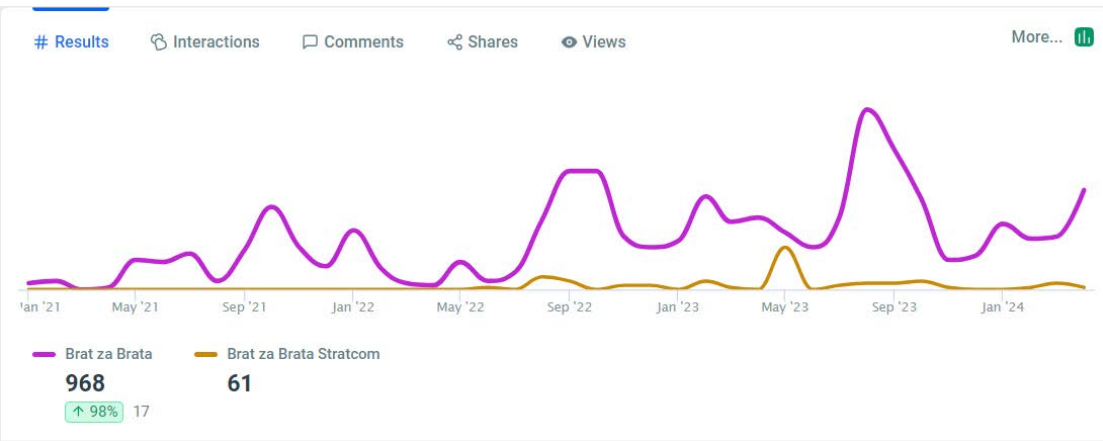 # Results Interactions Comments Shares Views More...
Jan '21 May '21 Sep '21 Jan '22 May '22 Sep '22 Jan '23 May '23 Sep '23 Jan '24
Brat za Brata Brat za Brata Stratcom
968 61
↑ 98% 17